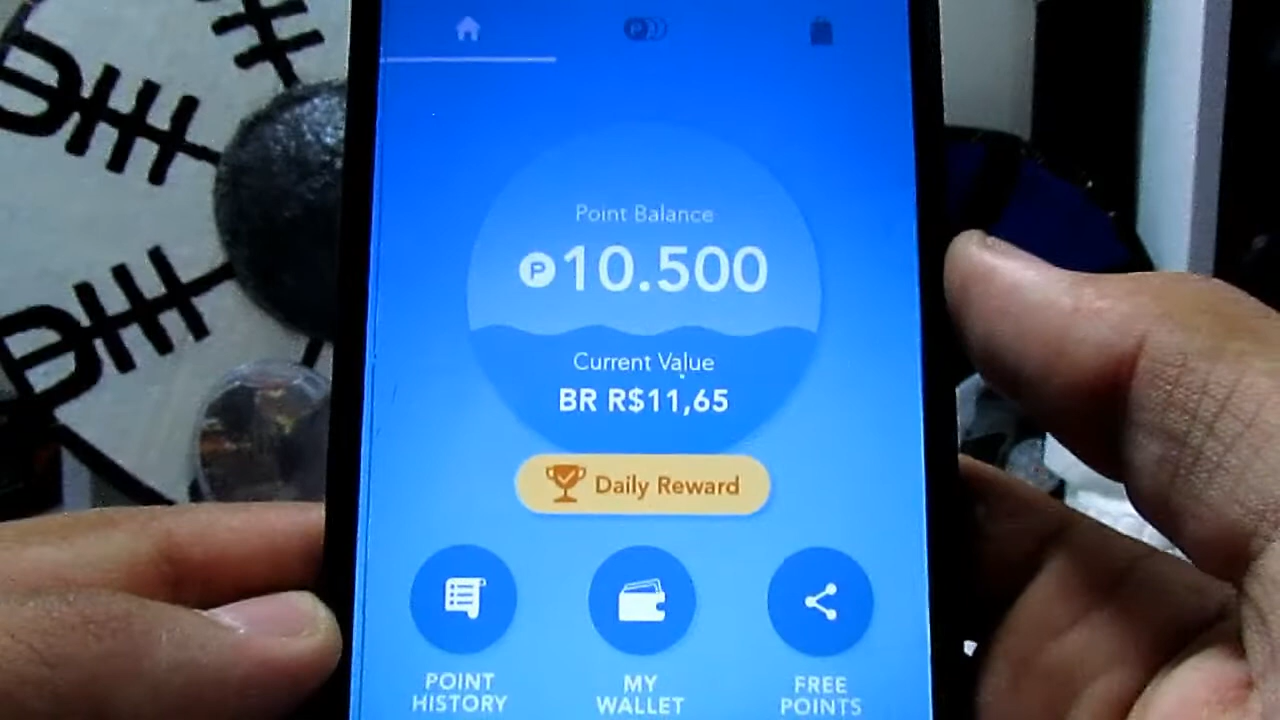 P
Point Balance
P 10.500
Current Value
BR R$11,65
Daily Reward
POINT
HISTORY
MY
WALLET
FREE
POINTS